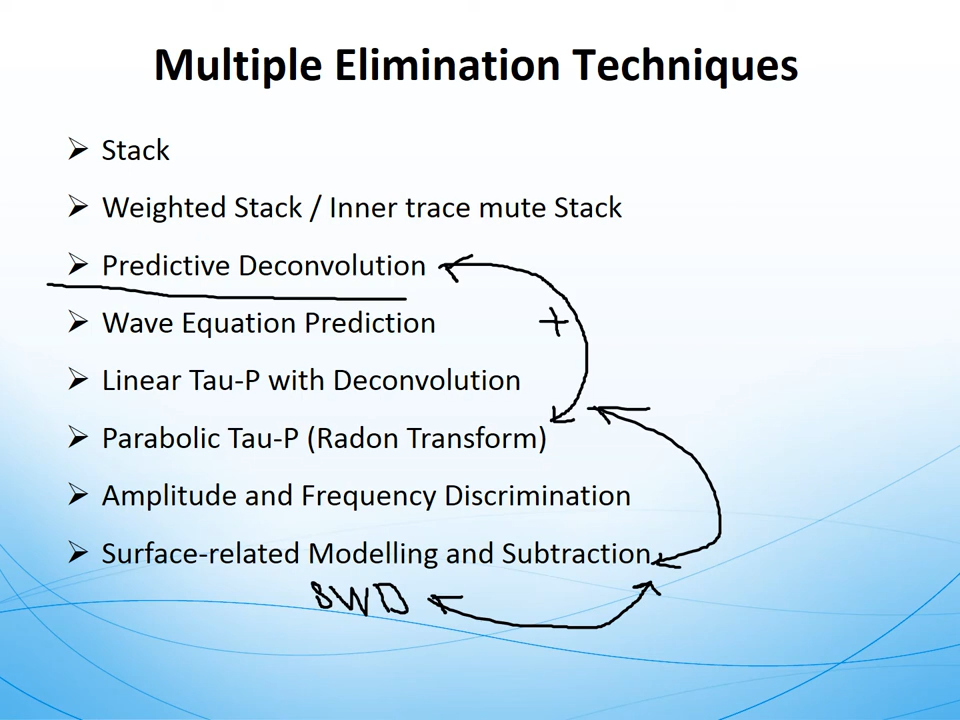 Multiple Elimination Techniques
➢ Stack
➢ Weighted Stack / Inner trace mute Stack
➢ Predictive Deconvolution
➢ Wave Equation Prediction
+
➢ Linear Tau-P with Deconvolution
➢ Parabolic Tau-P (Radon Transform)
➢ Amplitude and Frequency Discrimination
➢ Surface-related Modelling and Subtraction
SWD